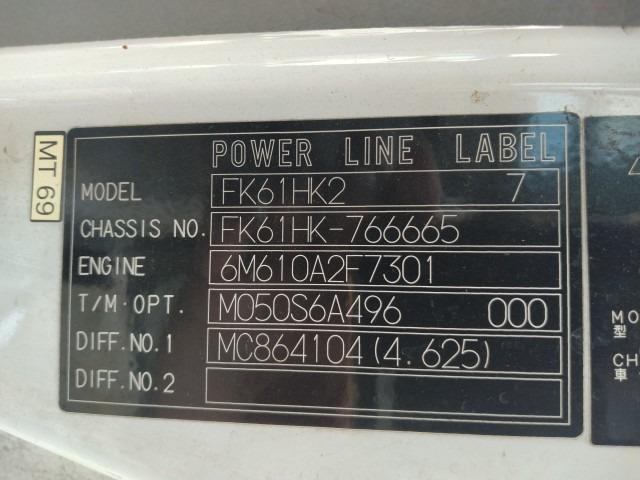 POWER LINE LABEL
MODEL FK61HK2 7
CHASSIS NO. FK61HK-766665
ENGINE 6M610A2F7301
T/M·OPT. M050S6A496 000
DIFF.NO.1 MC864104(4.625)
DIFF.NO.2
MT 69
MO
型
CH
車